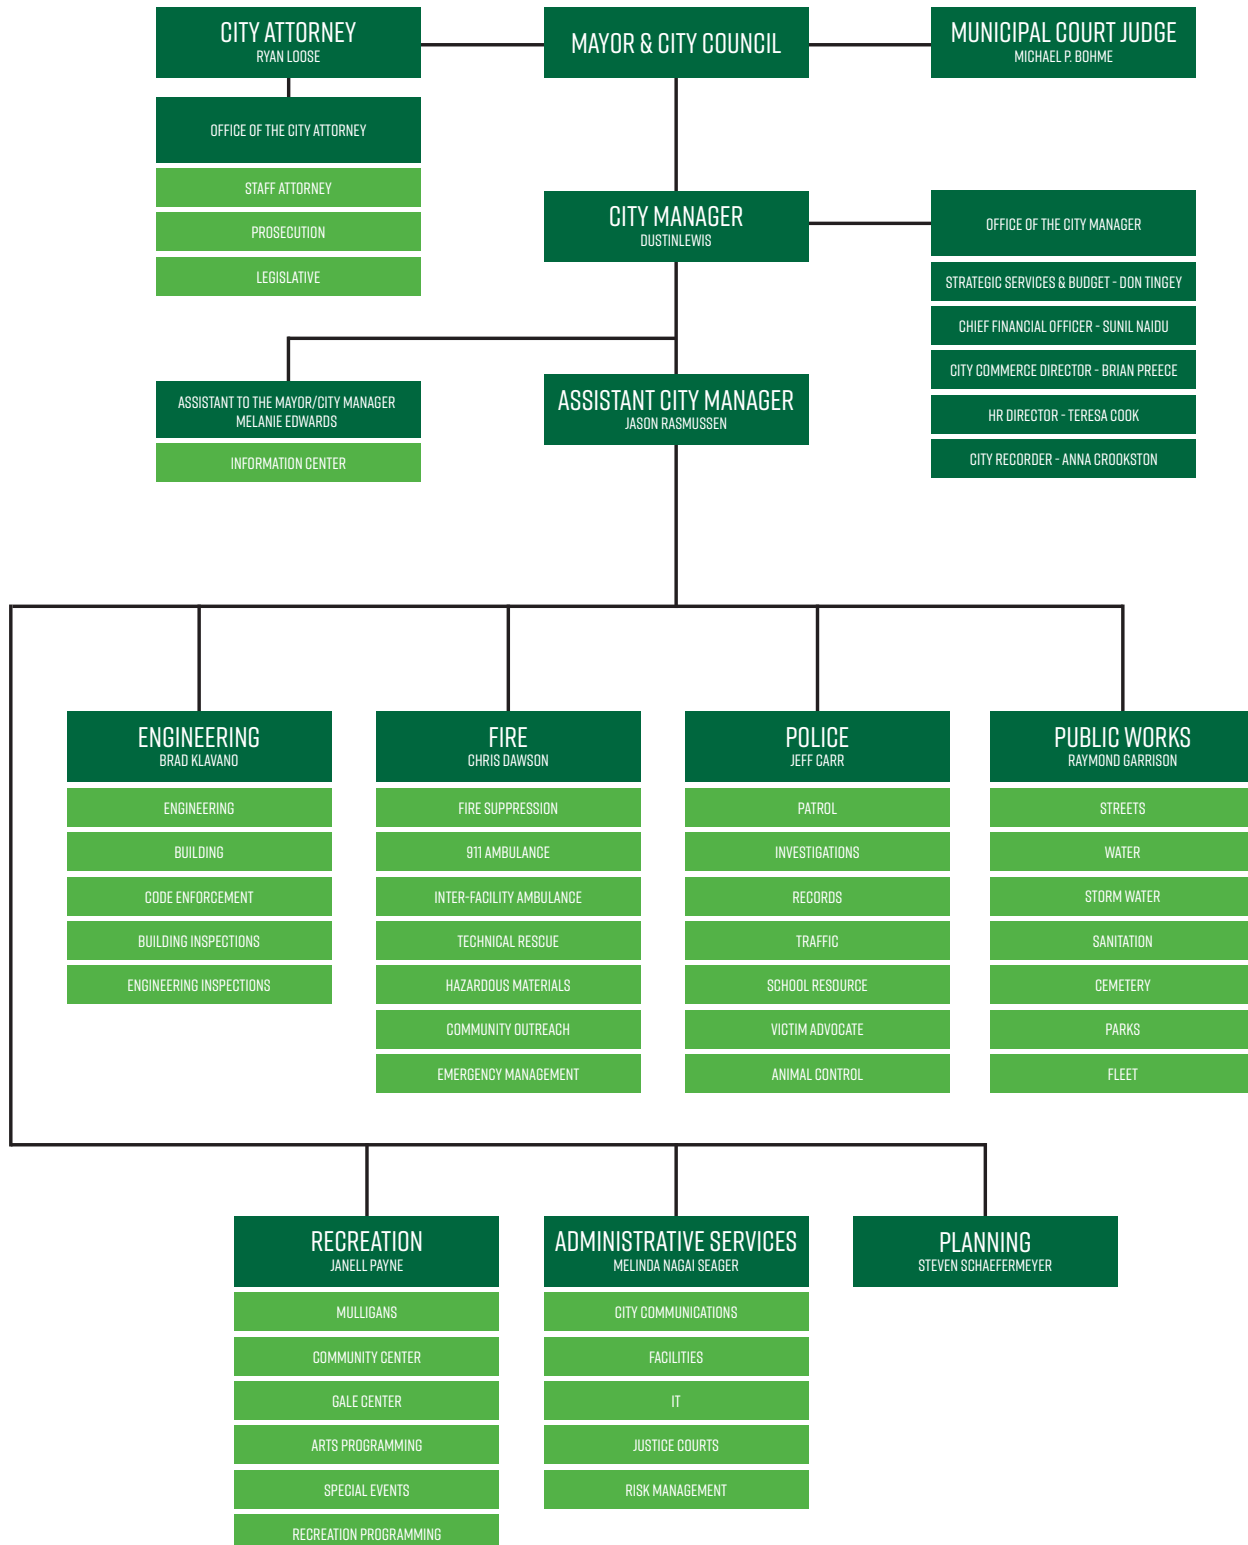 CITY ATTORNEY
RYAN LOOSE
MAYOR & CITY COUNCIL
MUNICIPAL COURT JUDGE
MICHAEL P. BOHME
OFFICE OF THE CITY ATTORNEY
STAFF ATTORNEY
PROSECUTION
LEGISLATIVE
CITY MANAGER
DUSTINLEWIS
OFFICE OF THE CITY MANAGER
STRATEGIC SERVICES & BUDGET - DON TINGEY
CHIEF FINANCIAL OFFICER - SUNIL NAIDU
CITY COMMERCE DIRECTOR - BRIAN PREECE
HR DIRECTOR - TERESA COOK
CITY RECORDER - ANNA CROOKSTON
ASSISTANT TO THE MAYOR/CITY MANAGER
MELANIE EDWARDS
INFORMATION CENTER
ASSISTANT CITY MANAGER
JASON RASMUSSEN
ENGINEERING
BRAD KLAVANO
ENGINEERING
BUILDING
CODE ENFORCEMENT
BUILDING INSPECTIONS
ENGINEERING INSPECTIONS
FIRE
CHRIS DAWSON
FIRE SUPPRESSION
911 AMBULANCE
INTER-FACILITY AMBULANCE
TECHNICAL RESCUE
HAZARDOUS MATERIALS
COMMUNITY OUTREACH
EMERGENCY MANAGEMENT
POLICE
JEFF CARR
PATROL
INVESTIGATIONS
RECORDS
TRAFFIC
SCHOOL RESOURCE
VICTIM ADVOCATE
ANIMAL CONTROL
PUBLIC WORKS
RAYMOND GARRISON
STREETS
WATER
STORM WATER
SANITATION
CEMETERY
PARKS
FLEET
RECREATION
JANELL PAYNE
MULLIGANS
COMMUNITY CENTER
GALE CENTER
ARTS PROGRAMMING
SPECIAL EVENTS
RECREATION PROGRAMMING
ADMINISTRATIVE SERVICES
MELINDA NAGAI SEAGER
CITY COMMUNICATIONS
FACILITIES
IT
JUSTICE COURTS
RISK MANAGEMENT
PLANNING
STEVEN SCHAEFERMEYER